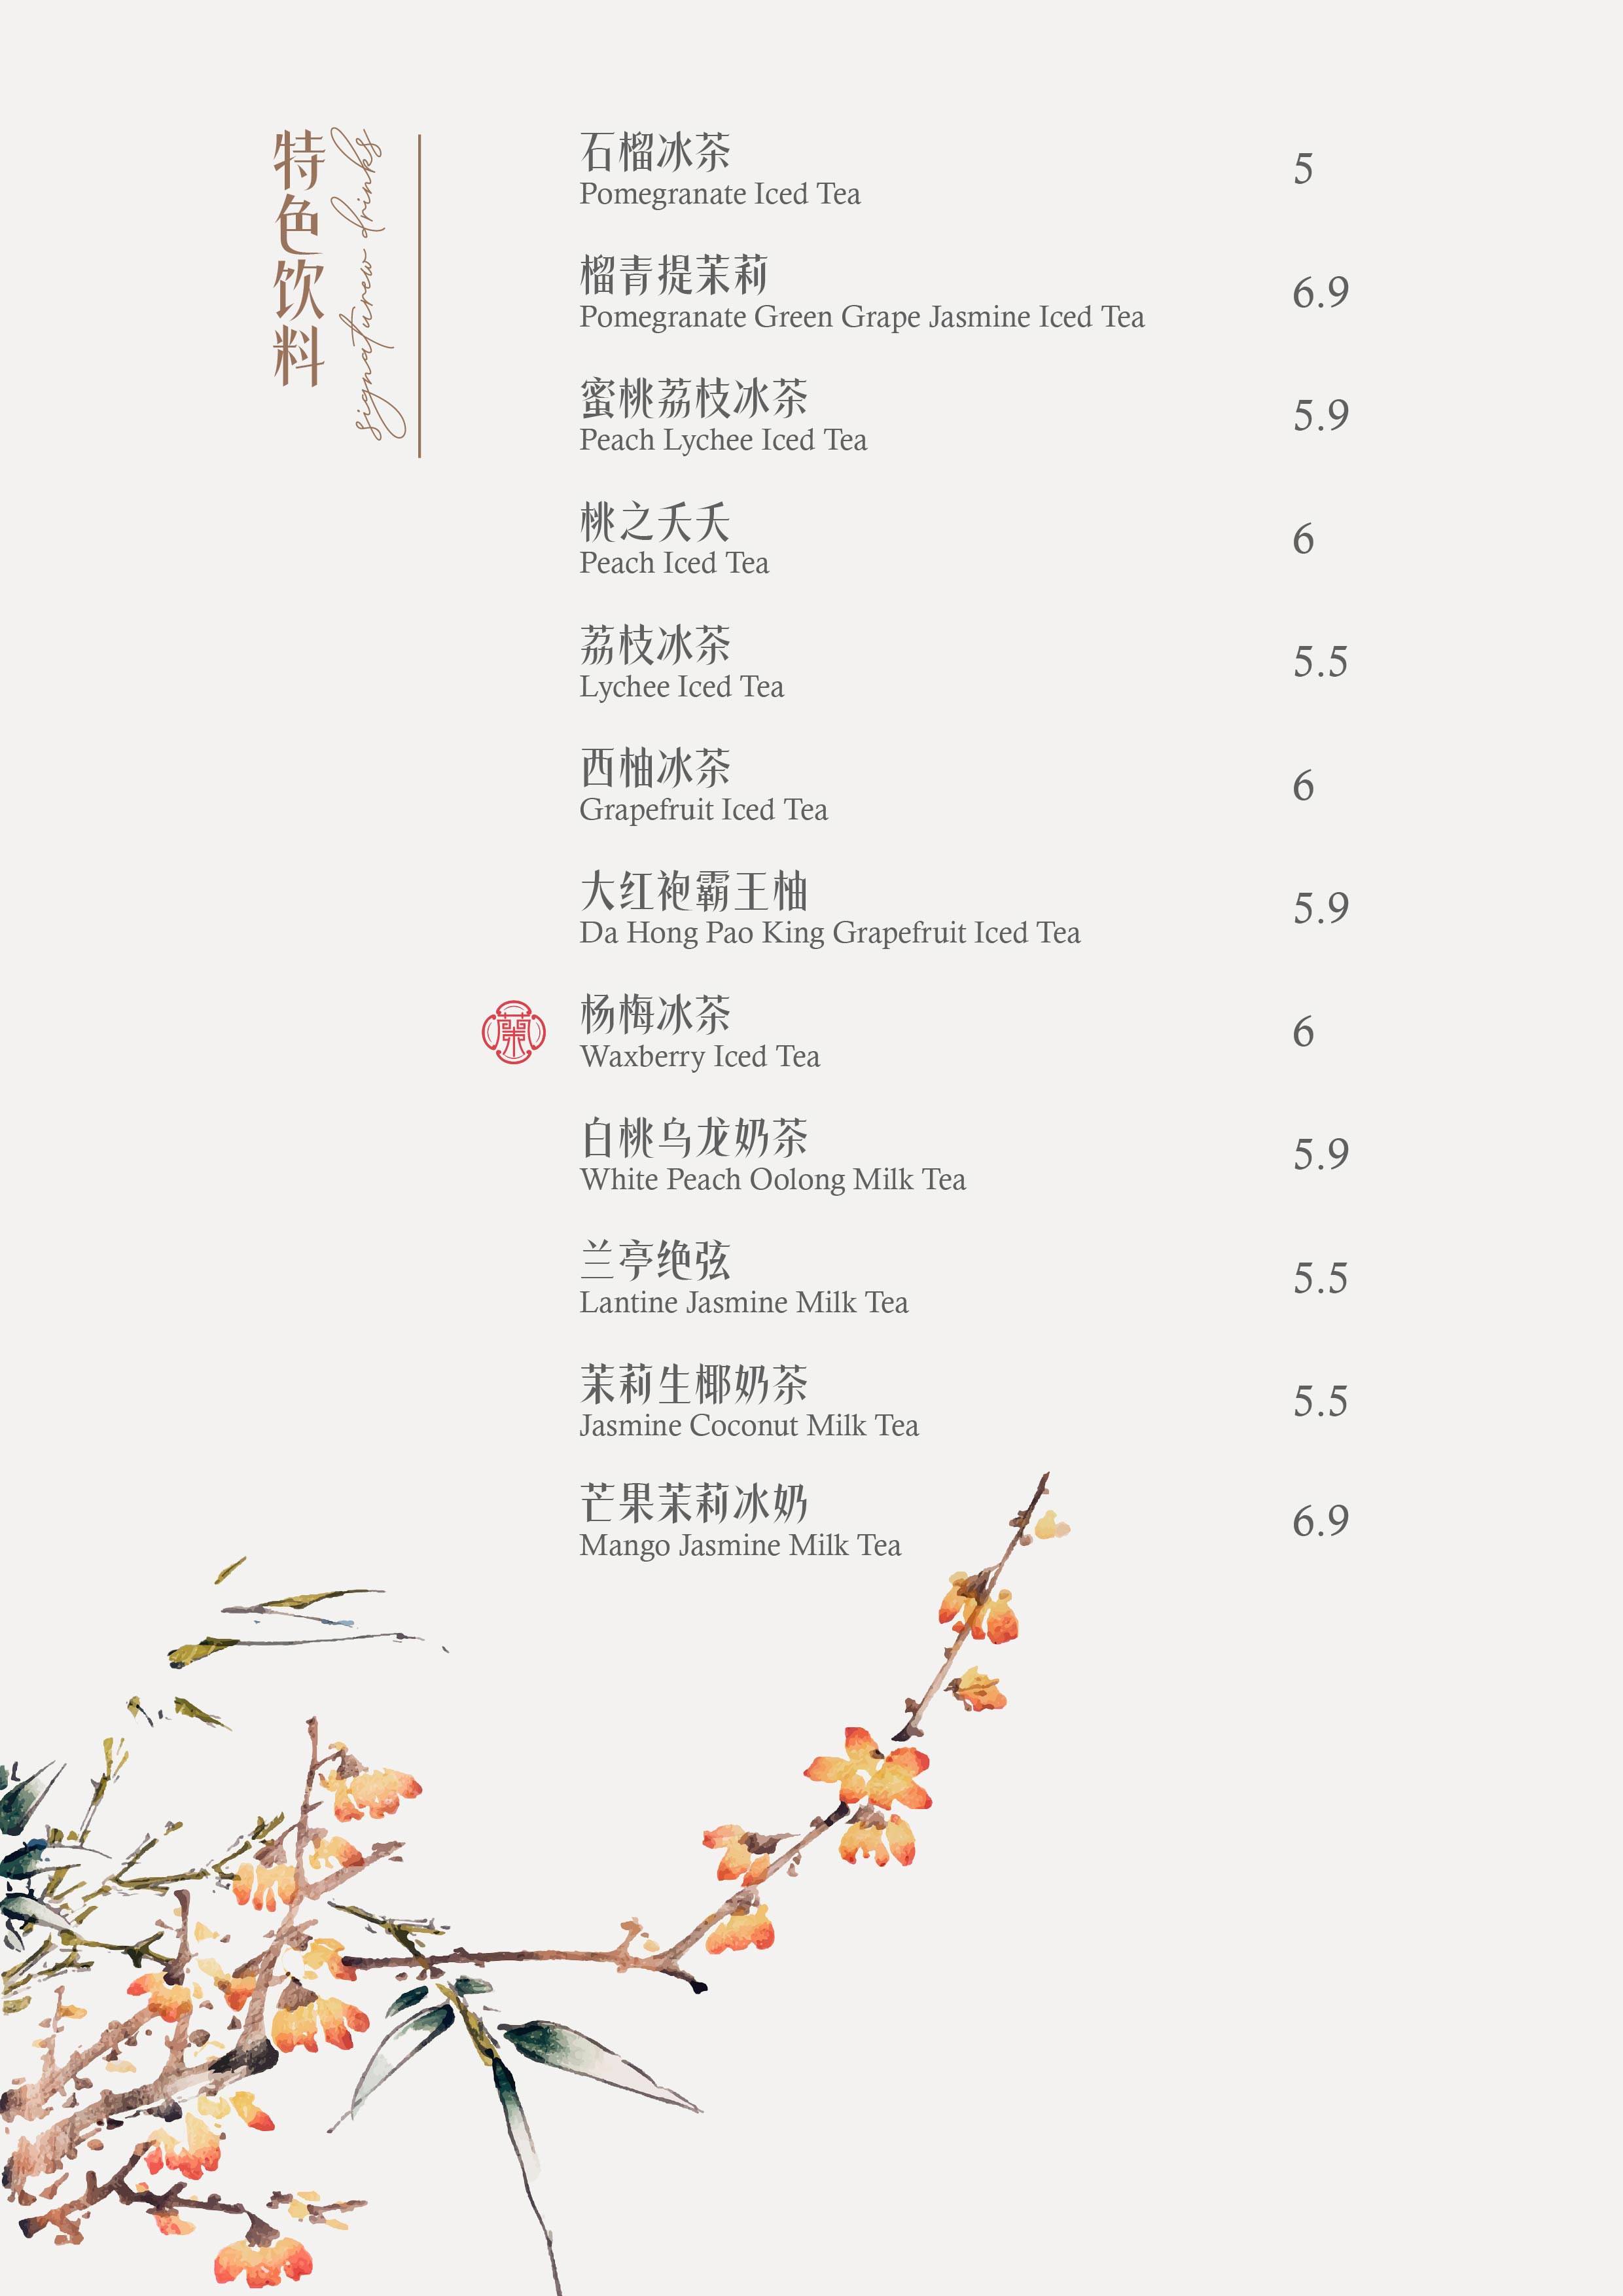 特色饮料
signaturew drinks
石榴冰茶
Pomegranate Iced Tea
5
榴青提茉莉
Pomegranate Green Grape Jasmine Iced Tea
6.9
蜜桃荔枝冰茶
Peach Lychee Iced Tea
5.9
桃之夭夭
Peach Iced Tea
6
荔枝冰茶
Lychee Iced Tea
5.5
西柚冰茶
Grapefruit Iced Tea
6
大红袍霸王柚
Da Hong Pao King Grapefruit Iced Tea
5.9
杨梅冰茶
Waxberry Iced Tea
6
白桃乌龙奶茶
White Peach Oolong Milk Tea
5.9
兰亭绝弦
Lantine Jasmine Milk Tea
5.5
茉莉生椰奶茶
Jasmine Coconut Milk Tea
5.5
芒果茉莉冰奶
Mango Jasmine Milk Tea
6.9